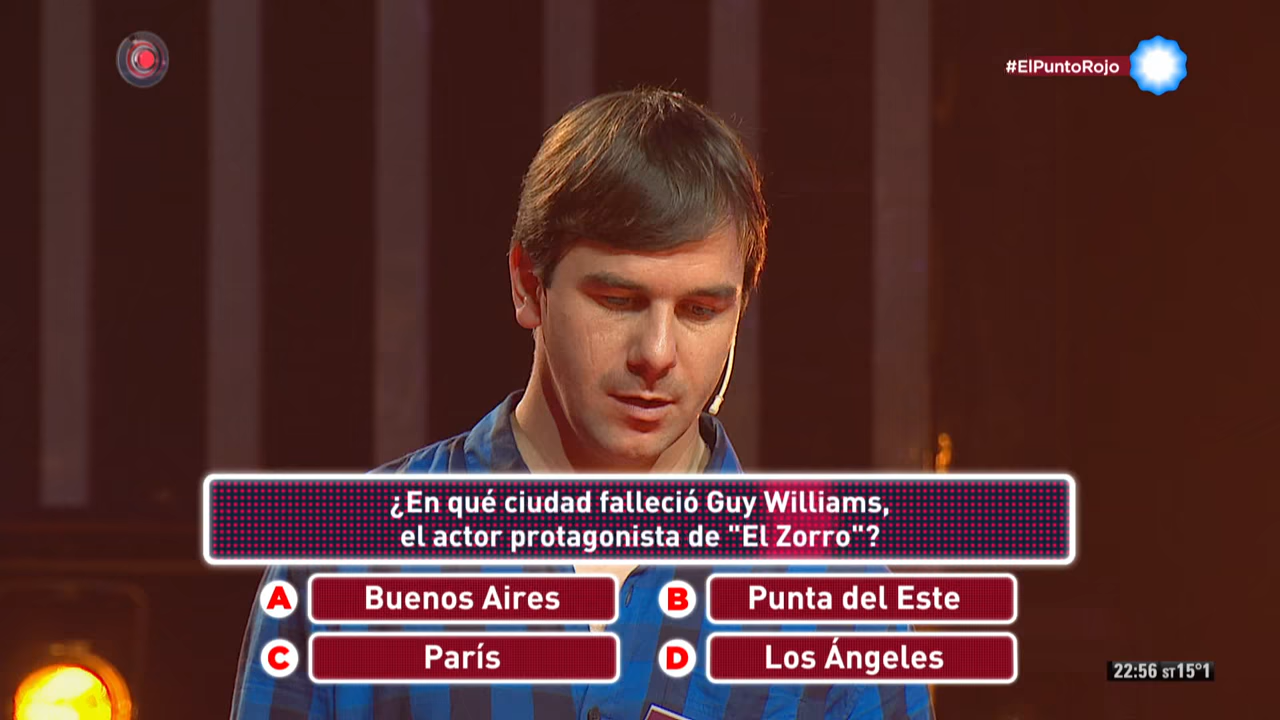 #ElPuntoRojo
¿En qué ciudad falleció Guy Williams,
el actor protagonista de "El Zorro"?
A Buenos Aires
B Punta del Este
C París
D Los Ángeles
22:56 ST 15°1